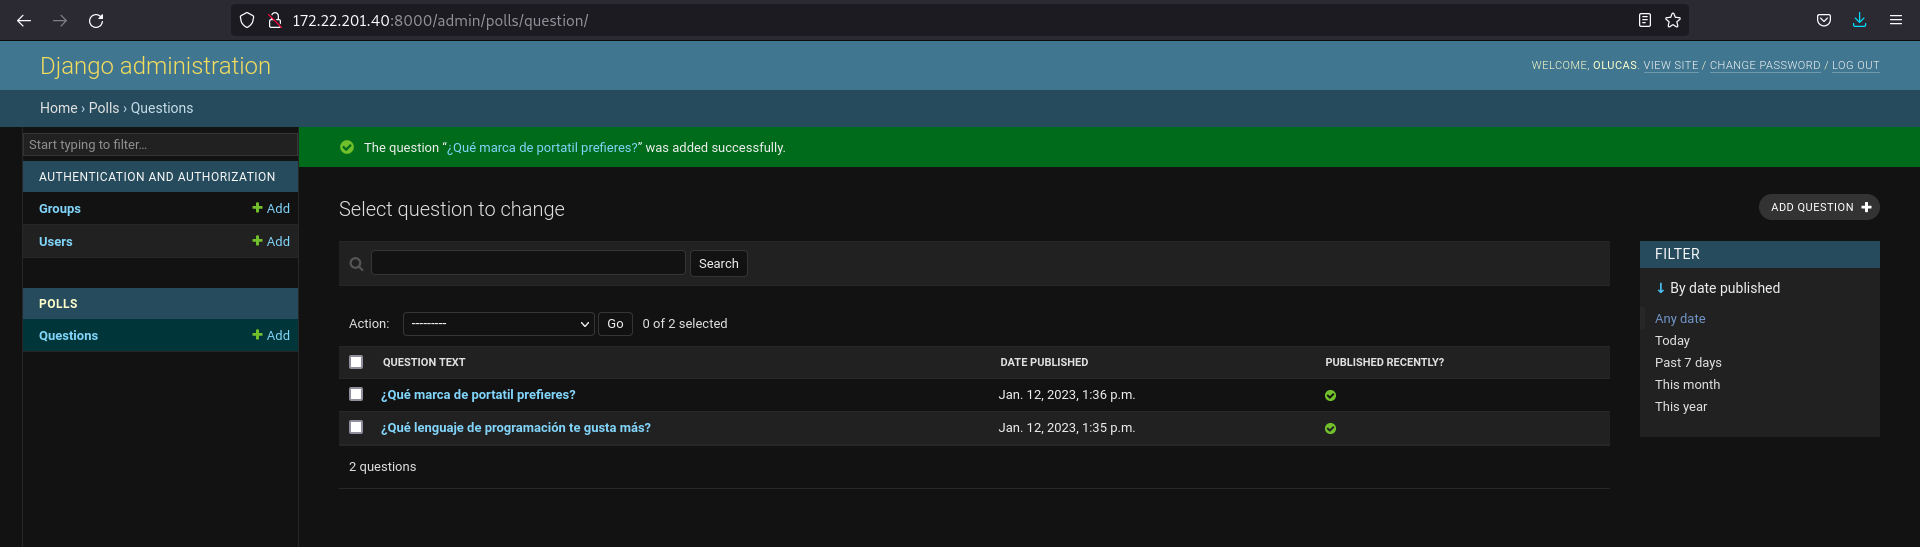 172.22.201.40:8000/admin/polls/question/
Django administration
WELCOME, OLUCAS. VIEW SITE / CHANGE PASSWORD / LOG OUT
Home › Polls › Questions
Start typing to filter...
The question “¿Qué marca de portatil prefieres?” was added successfully.
AUTHENTICATION AND AUTHORIZATION
Groups Add
Users Add
POLLS
Questions Add
Select question to change
ADD QUESTION
Search
Action: --------- Go 0 of 2 selected
QUESTION TEXT DATE PUBLISHED PUBLISHED RECENTLY?
¿Qué marca de portatil prefieres? Jan. 12, 2023, 1:36 p.m.
¿Qué lenguaje de programación te gusta más? Jan. 12, 2023, 1:35 p.m.
2 questions
FILTER
↓ By date published
Any date
Today
Past 7 days
This month
This year